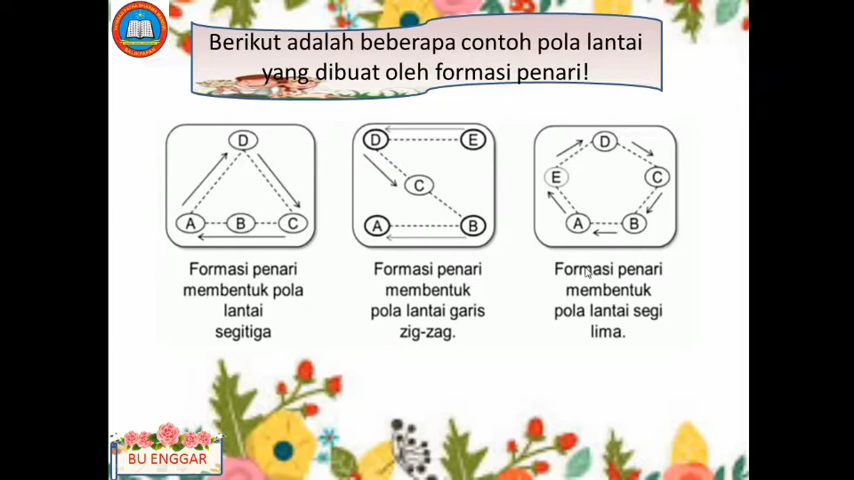 Berikut adalah beberapa contoh pola lantai
yang dibuat oleh formasi penari!
D
A B C
Formasi penari
membentuk pola
lantai
segitiga
D E
C
A B
Formasi penari
membentuk
pola lantai garis
zig-zag.
D
E C
A B
Formasi penari
membentuk
pola lantai segi
lima.
BU ENGGAR